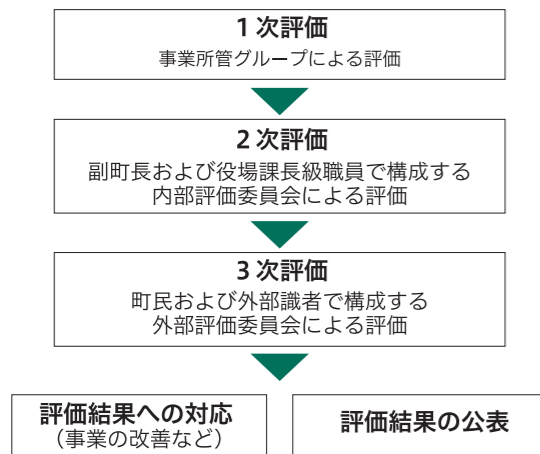 1次評価
事業所管グループによる評価
2次評価
副町長および役場課長級職員で構成する
内部評価委員会による評価
3次評価
町民および外部識者で構成する
外部評価委員会による評価
評価結果への対応
（事業の改善など）
評価結果の公表